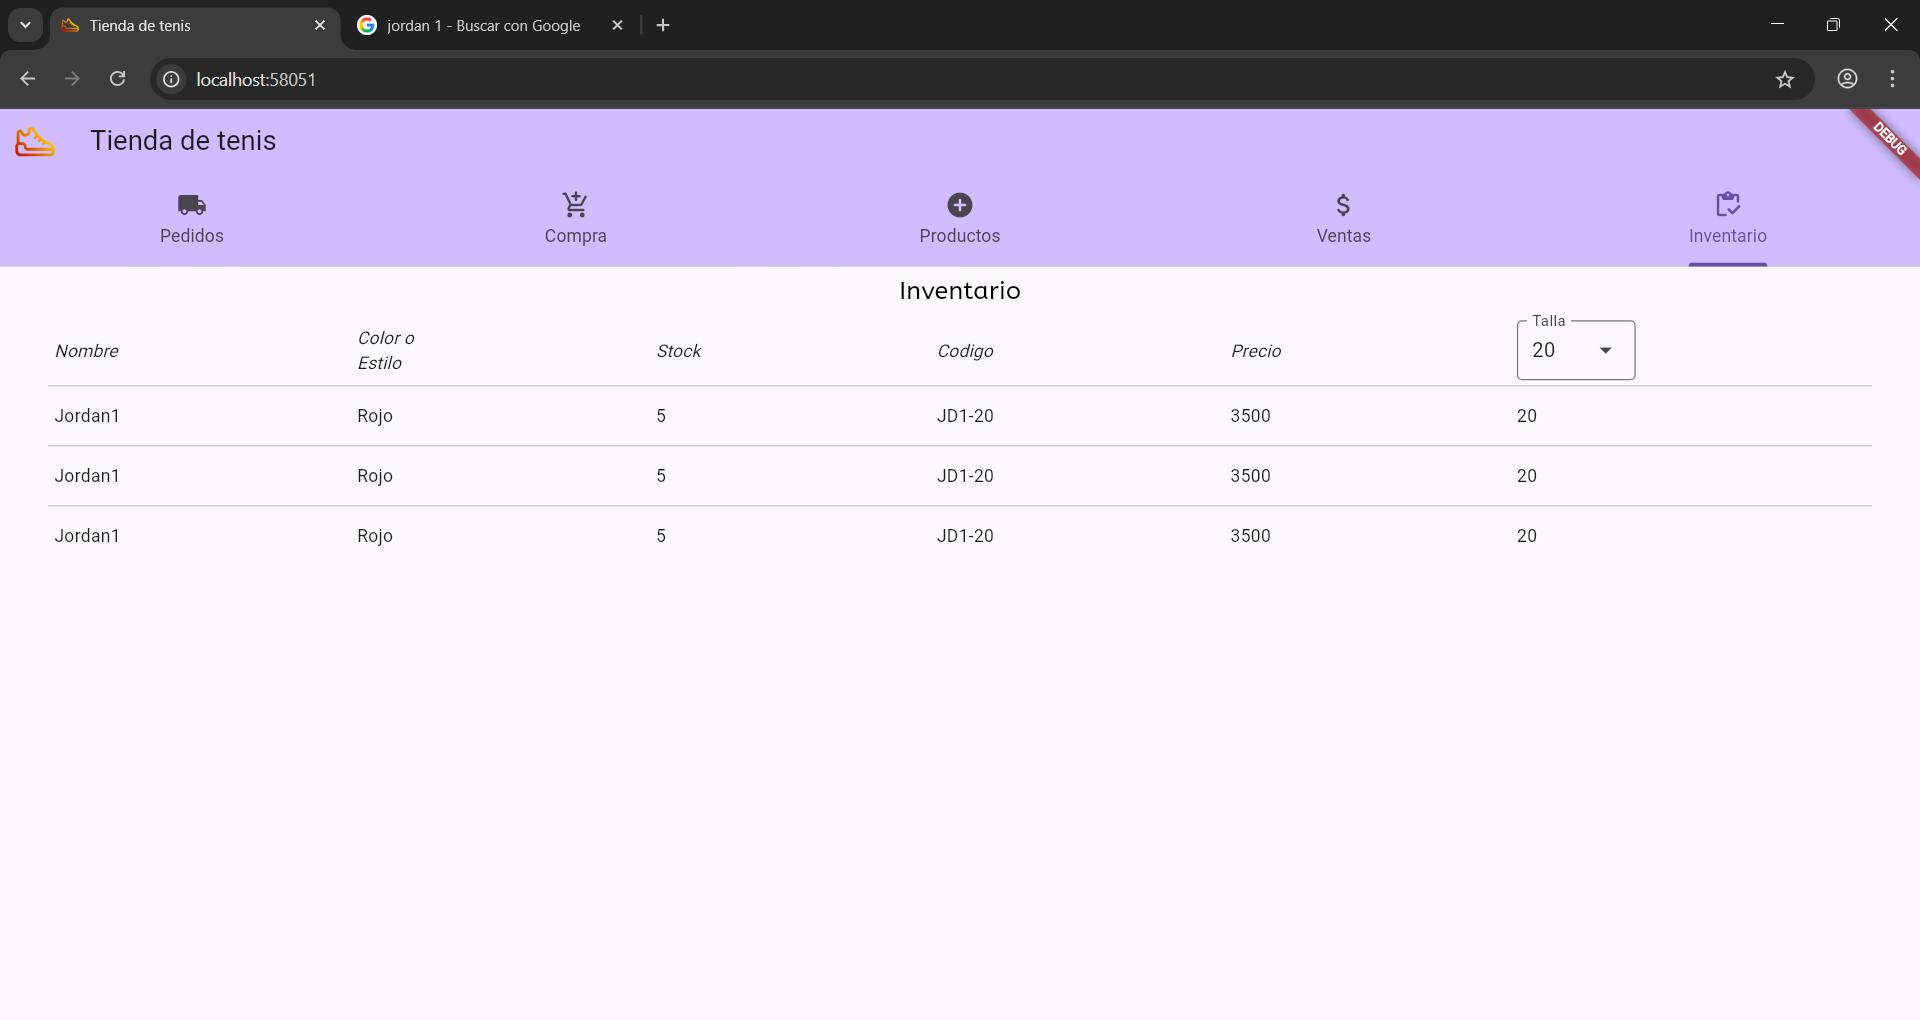 Tienda de tenis
jordan 1 - Buscar con Google
localhost:58051
Tienda de tenis
DEBUG
Pedidos
Compra
Productos
Ventas
Inventario
Inventario
Nombre
Color o
Estilo
Stock
Codigo
Precio
Talla
20
Jordan1 Rojo 5 JD1-20 3500 20
Jordan1 Rojo 5 JD1-20 3500 20
Jordan1 Rojo 5 JD1-20 3500 20